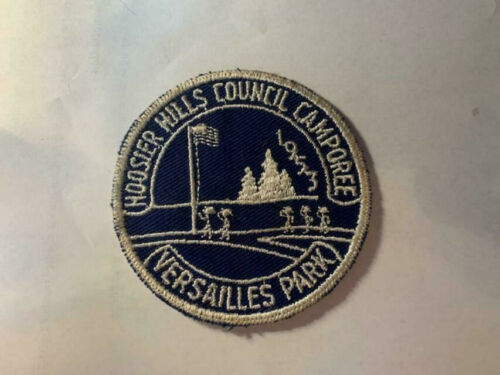 HOOSIER HILLS COUNCIL CAMPOREE
1953
VERSAILLES PARK